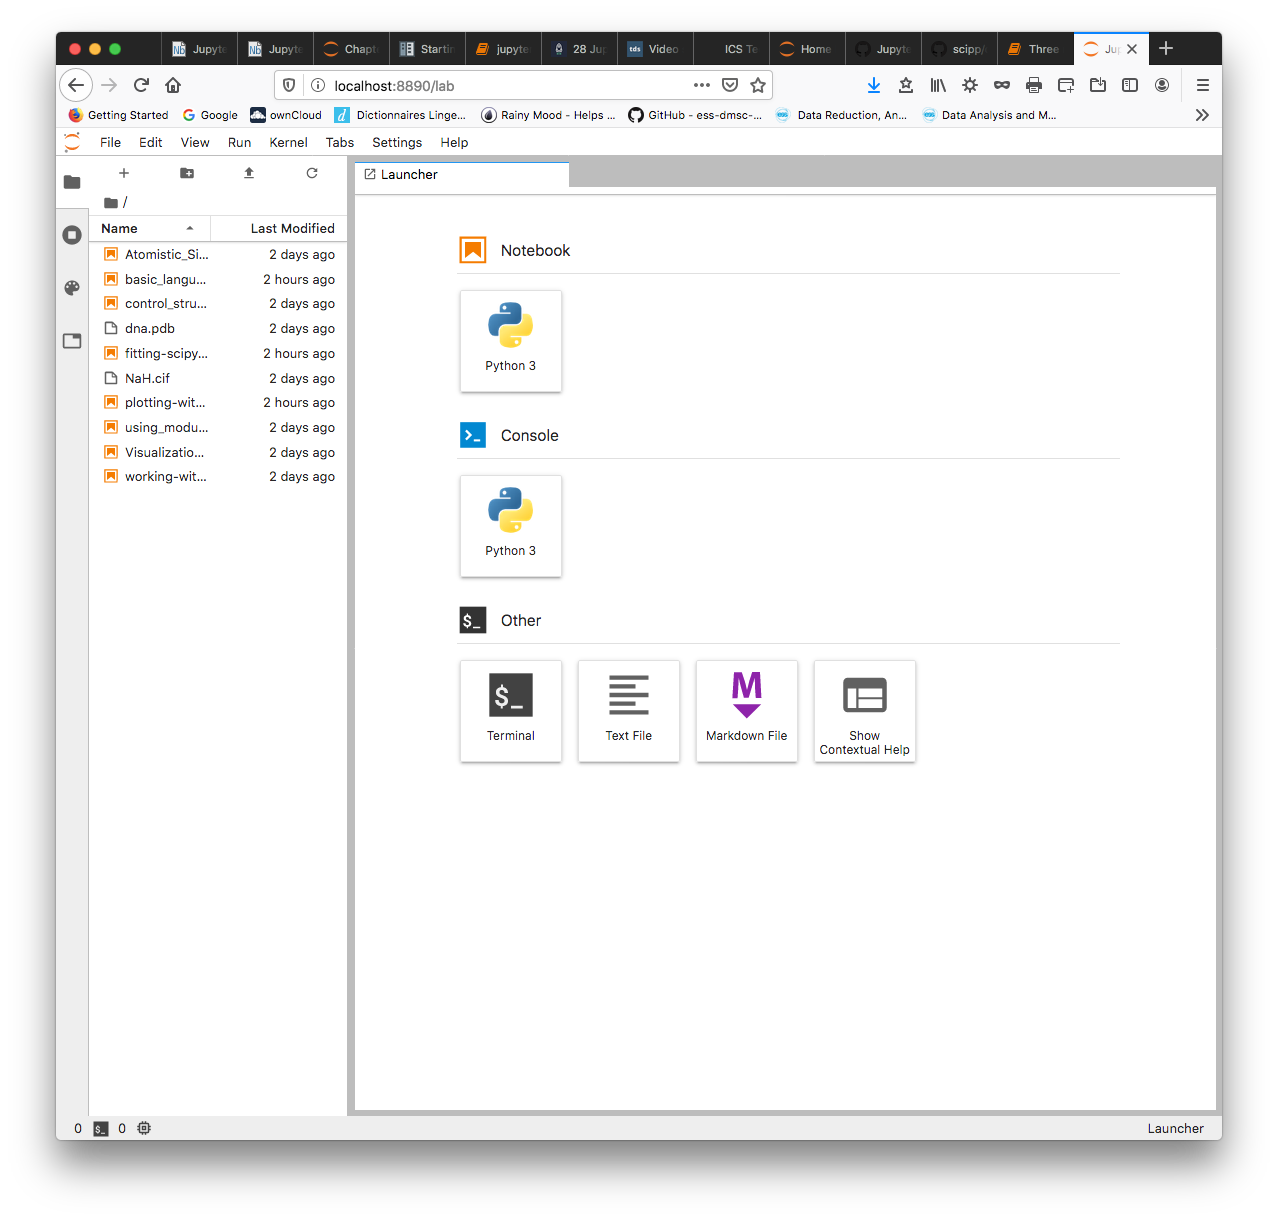 Jupyte Jupyte Chapt Startin jupyte 28 Jup Video ICS Te Home Jupyte scipp/ Three Jup
localhost:8890/lab
Getting Started Google ownCloud Dictionnaires Linge... Rainy Mood - Helps ... GitHub - ess-dmsc-... Data Reduction, An... Data Analysis and M...
File Edit View Run Kernel Tabs Settings Help
Launcher
/
Name Last Modified
Atomistic_Si... 2 days ago
basic_langu... 2 hours ago
control_stru... 2 days ago
dna.pdb 2 days ago
fitting-scipy... 2 hours ago
NaH.cif 2 days ago
plotting-wit... 2 hours ago
using_modu... 2 days ago
Visualizatio... 2 days ago
working-wit... 2 days ago
Notebook
Python 3
Console
Python 3
$_ Other
$_
Terminal
Text File
M
Markdown File
Show
Contextual Help
0 $_ 0
Launcher